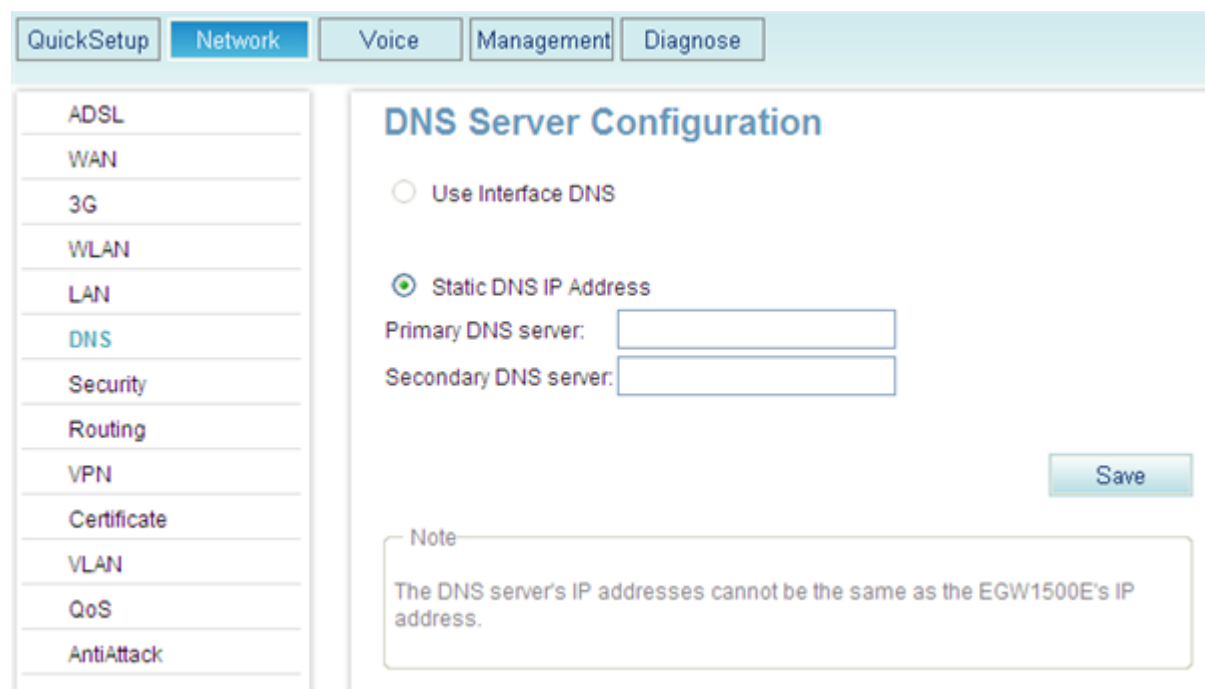 QuickSetup Network Voice Management Diagnose
ADSL
WAN
3G
WLAN
LAN
DNS
Security
Routing
VPN
Certificate
VLAN
QoS
AntiAttack
DNS Server Configuration
Use Interface DNS
Static DNS IP Address
Primary DNS server:
Secondary DNS server:
Save
Note
The DNS server's IP addresses cannot be the same as the EGW1500E's IP
address.